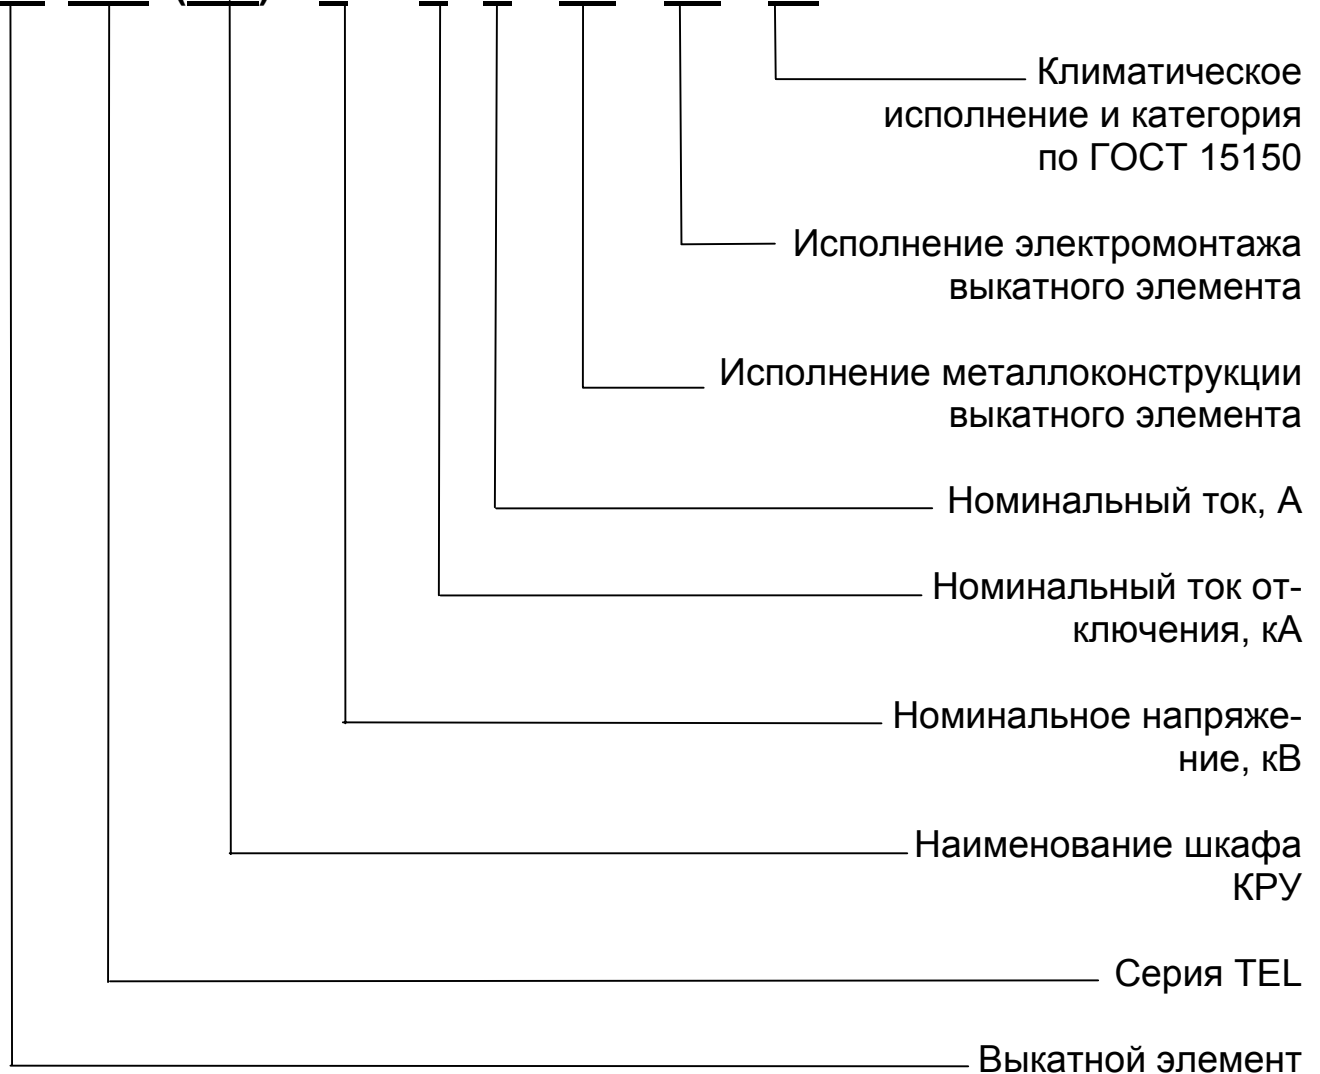 Климатическое
исполнение и категория
по ГОСТ 15150
Исполнение электромонтажа
выкатного элемента
Исполнение металлоконструкции
выкатного элемента
Номинальный ток, А
Номинальный ток от-
ключения, кА
Номинальное напряже-
ние, кВ
Наименование шкафа
КРУ
Серия TEL
Выкатной элемент